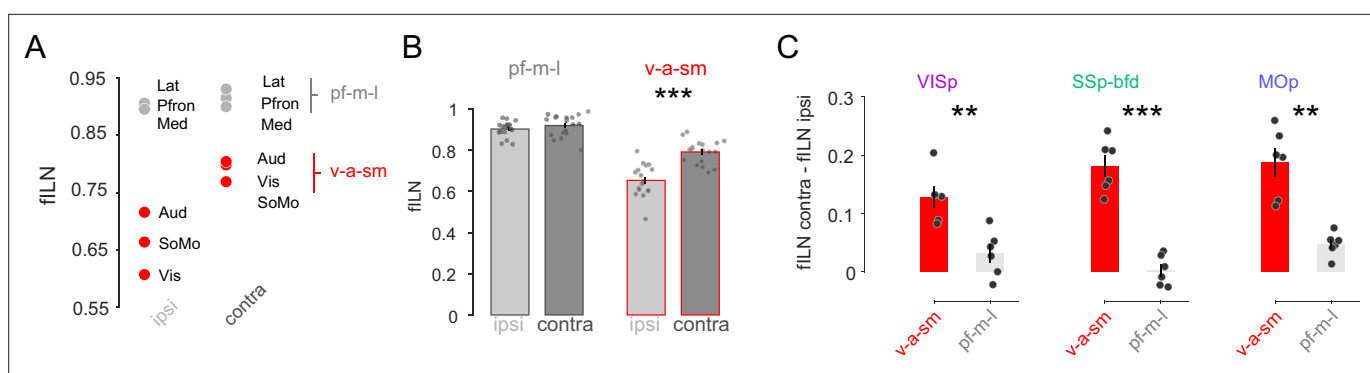 A
fILN
0.95
0.85
0.75
0.65
0.55
Lat
Pfron
Med
Aud
SoMo
Vis
Lat
Pfron
Med
pf-m-l
Aud
Vis
SoMo
v-a-sm
ipsi
contra
B
pf-m-l
v-a-sm
***
fILN
1
0.8
0.6
0.4
0.2
0
ipsi
contra
ipsi
contra
C
VISp
SSp-bfd
MOp
fILN contra - fILN ipsi
0.3
0.2
0.1
0
**
***
**
v-a-sm
pf-m-l
v-a-sm
pf-m-l
v-a-sm
pf-m-l